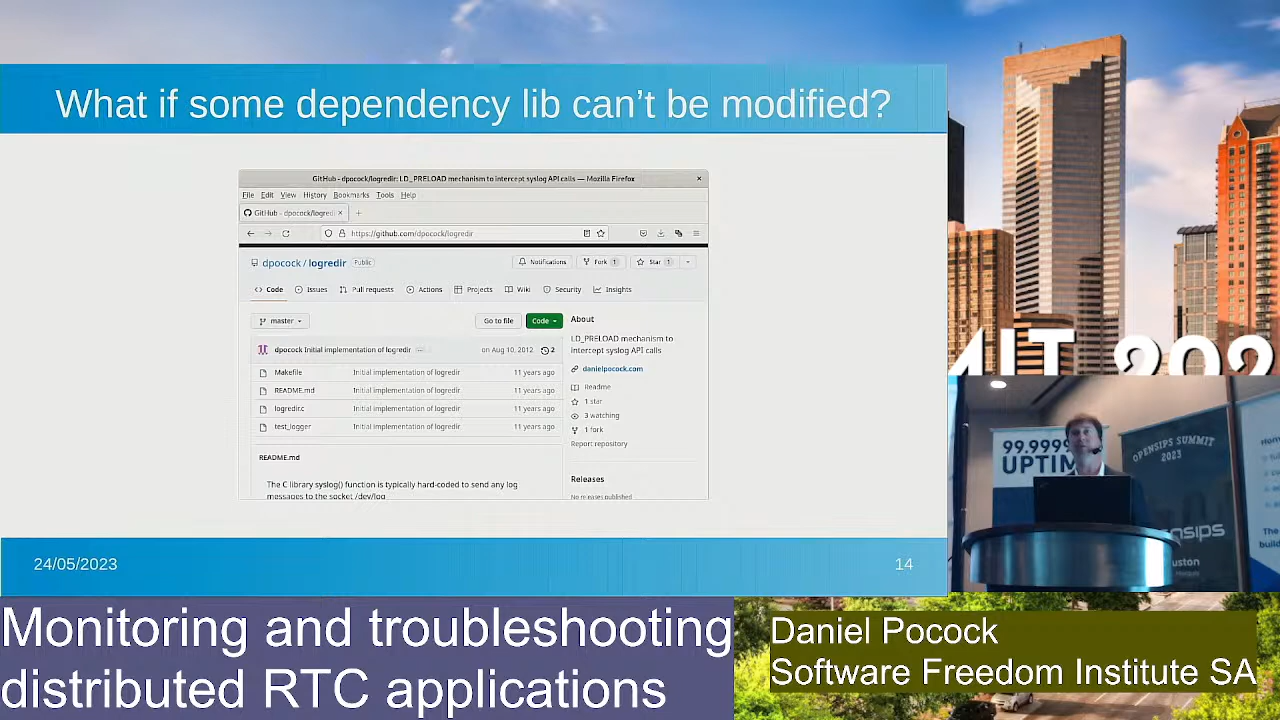 What if some dependency lib can't be modified?
GitHub - dpocock/logredir: LD_PRELOAD mechanism to intercept syslog API calls — Mozilla Firefox
File Edit View History Bookmarks Tools Help
GitHub - dpocock/logredi
https://github.com/dpocock/logredir
dpocock / logredir Public
Notifications Fork 1 Star 1
Code Issues Pull requests Actions Projects Wiki Security Insights
master Go to file Code
dpocock Initial implementation of logredir on Aug 10, 2012 2
Makefile Initial implementation of logredir 11 years ago
README.md Initial implementation of logredir 11 years ago
logredir.c Initial implementation of logredir 11 years ago
test_logger Initial implementation of logredir 11 years ago
README.md
The C library syslog() function is typically hard-coded to send any log
messages to the socket /dev/log
About
LD_PRELOAD mechanism to
intercept syslog API calls
danielpocock.com
Readme
1 star
3 watching
1 fork
Report repository
Releases
No releases published
24/05/2023
14
MIT 202
99.9999
UPTIM
OPENSIPS SUMMIT
2023
nsips
uston
Monitoring and troubleshooting
distributed RTC applications
Daniel Pocock
Software Freedom Institute SA